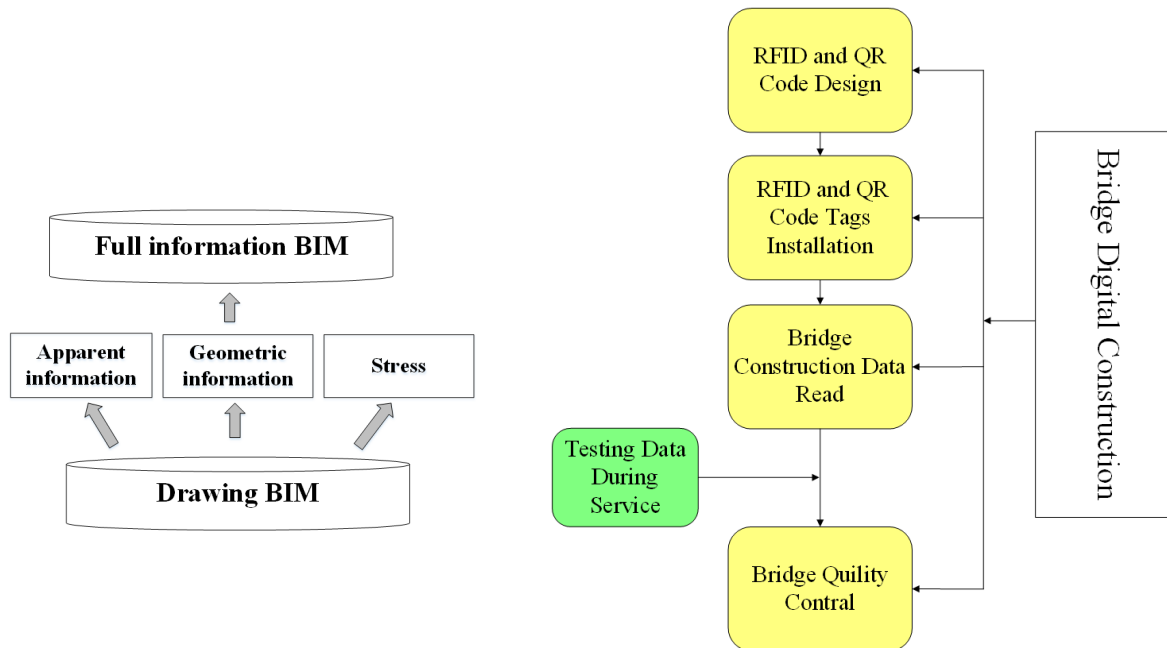 Full information BIM
Apparent
information
Geometric
information
Stress
Drawing BIM
RFID and QR
Code Design
RFID and QR
Code Tags
Installation
Bridge
Construction Data
Read
Testing Data
During
Service
Bridge Quility
Contral
Bridge Digital Construction